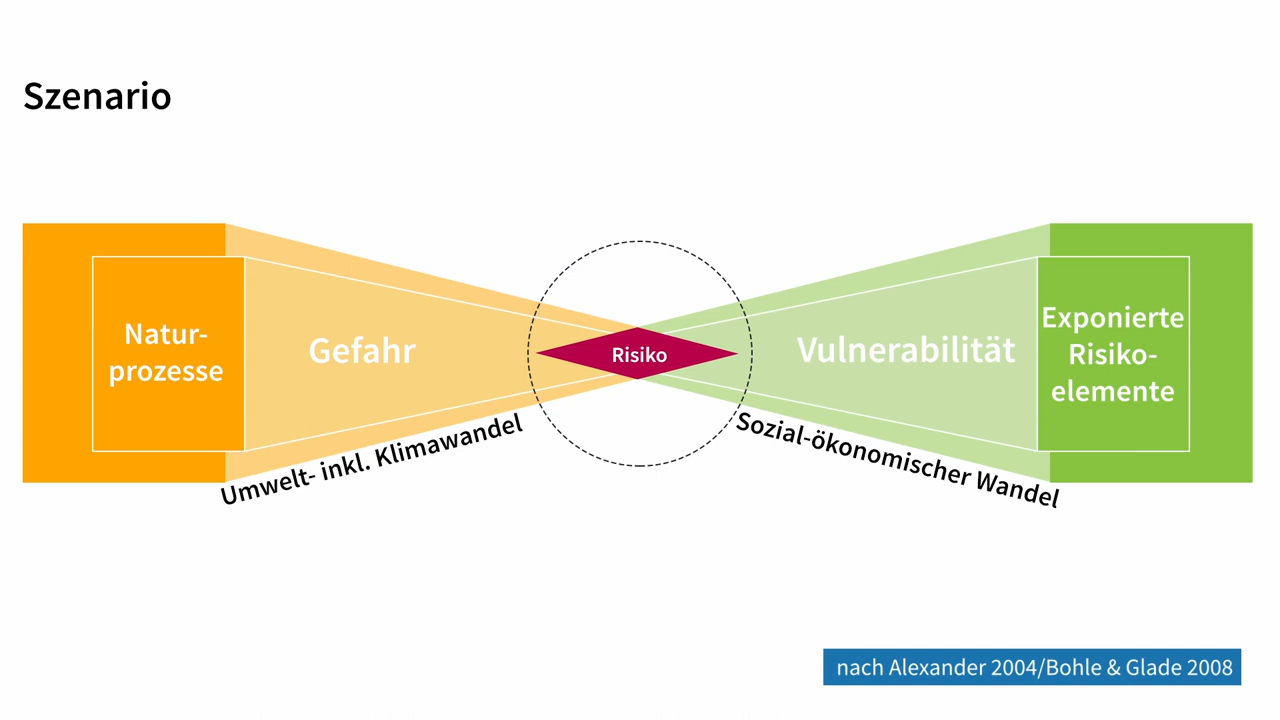 Szenario
Natur-
prozesse
Gefahr
Risiko
Vulnerabilität
Exponierte
Risiko-
elemente
Umwelt- inkl. Klimawandel
Sozial-ökonomischer Wandel
nach Alexander 2004/Bohle & Glade 2008